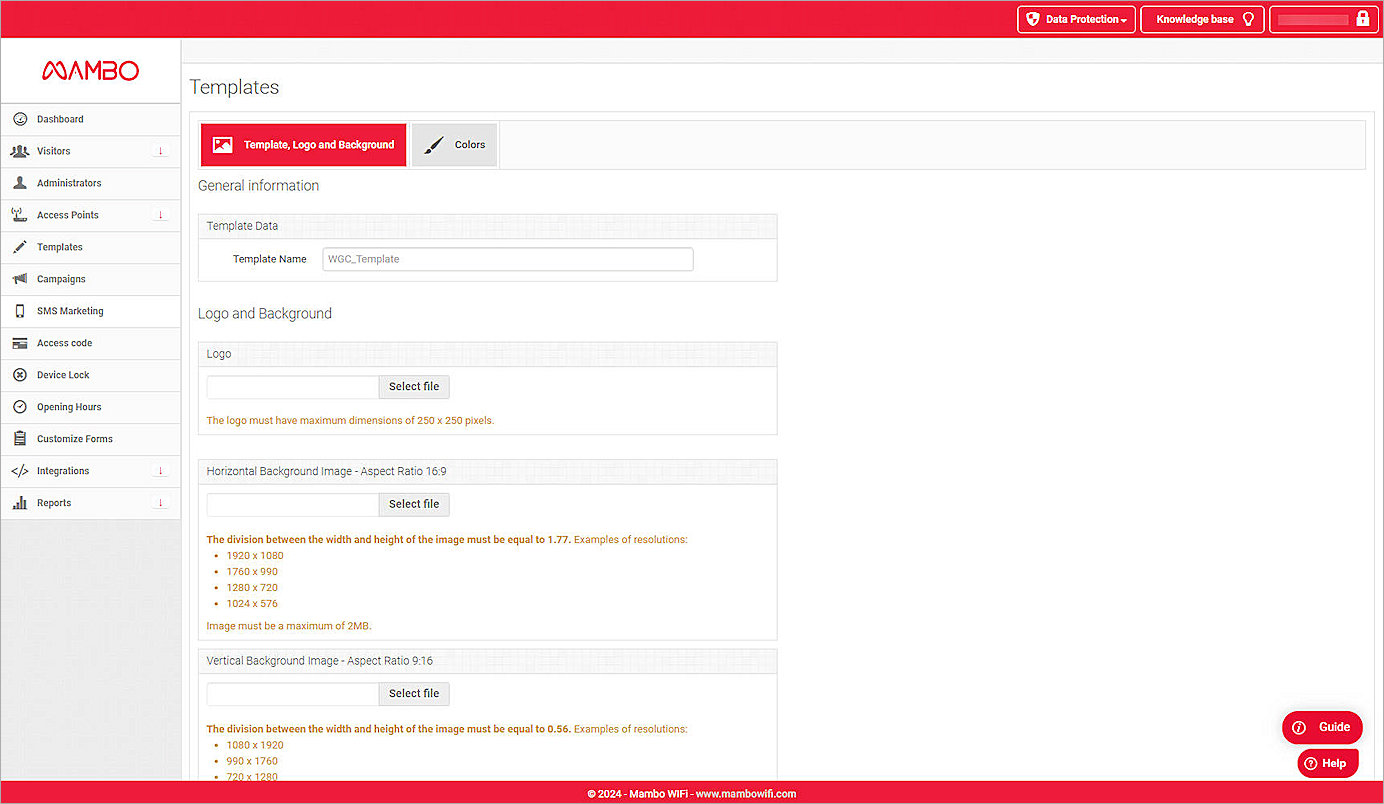 Data Protection
Knowledge base
MAMBO
Dashboard
Visitors
Administrators
Access Points
Templates
Campaigns
SMS Marketing
Access code
Device Lock
Opening Hours
Customize Forms
Integrations
Reports
Templates
Template, Logo and Background
Colors
General information
Template Data
Template Name
WGC_Template
Logo and Background
Logo
Select file
The logo must have maximum dimensions of 250 x 250 pixels.
Horizontal Background Image - Aspect Ratio 16:9
Select file
The division between the width and height of the image must be equal to 1.77. Examples of resolutions:
• 1920 x 1080
• 1760 x 990
• 1280 x 720
• 1024 x 576
Image must be a maximum of 2MB.
Vertical Background Image - Aspect Ratio 9:16
Select file
The division between the width and height of the image must be equal to 0.56. Examples of resolutions:
• 1080 x 1920
• 990 x 1760
• 720 x 1280
Guide
Help
© 2024 - Mambo WiFi - www.mambowifi.com